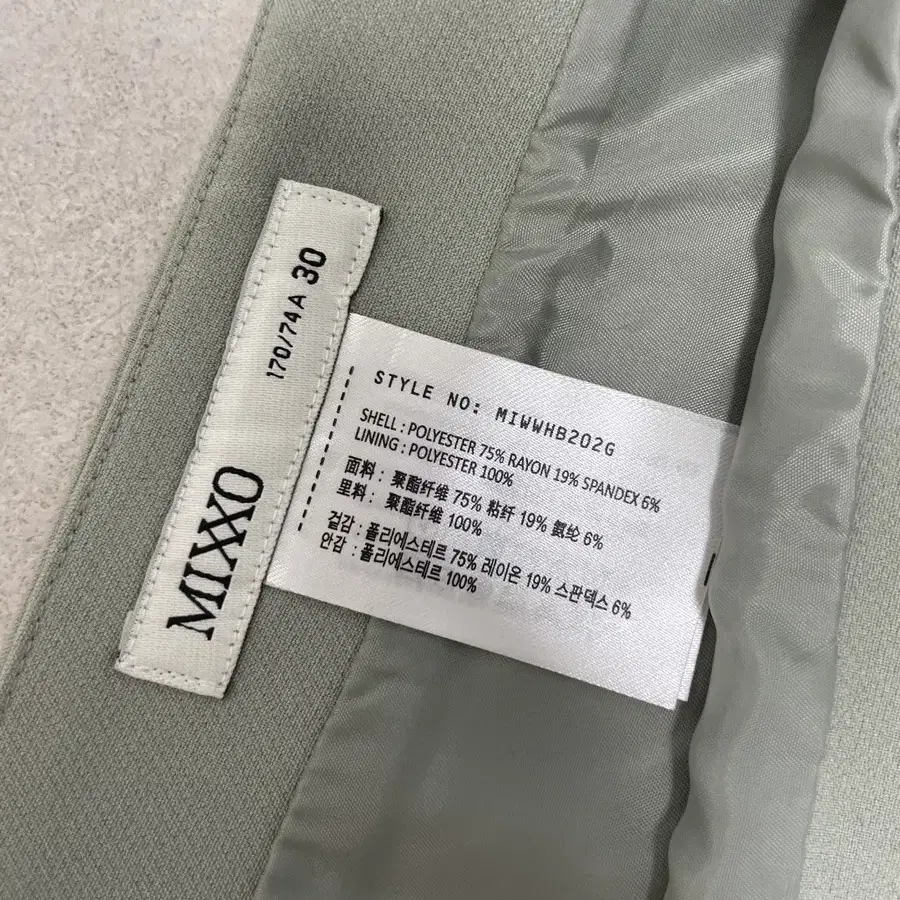 MIXXO
170/74 A 30
STYLE NO: MIWWHB202G
SHELL : POLYESTER 75% RAYON 19% SPANDEX 6%
LINING : POLYESTER 100%
面料 : 聚酯纤维 75% 粘纤 19% 氨纶 6%
里料 : 聚酯纤维 100%
겉감 : 폴리에스테르 75% 레이온 19% 스판덱스 6%
안감 : 폴리에스테르 100%